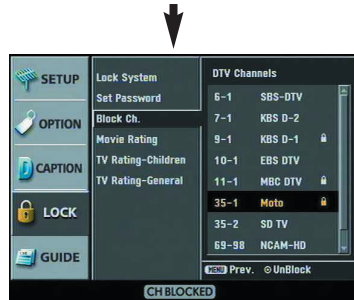 SETUP
OPTION
CAPTION
LOCK
GUIDE
Lock System
Set Password
Block Ch.
Movie Rating
TV Rating-Children
TV Rating-General
DTV Channels
6-1 SBS-DTV
7-1 KBS D-2
9-1 KBS D-1
10-1 EBS DTV
11-1 MBC DTV
35-1 Moto
35-2 SD TV
69-98 NCAM-HD
MENU Prev. UnBlock
CH BLOCKED